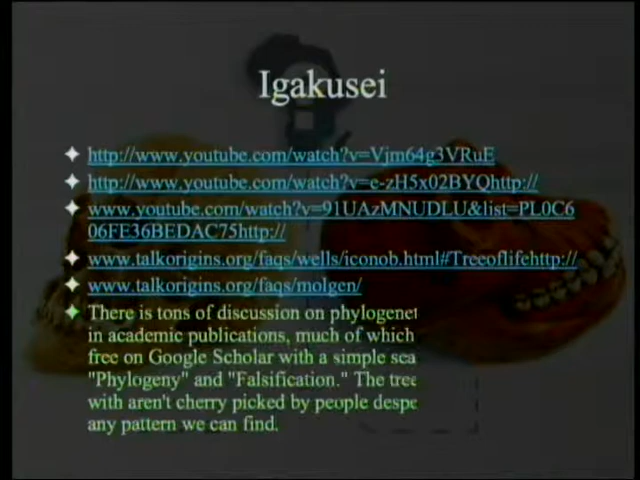 Igakusei
http://www.youtube.com/watch?v=Vjm64g3VRuE
http://www.youtube.com/watch?v=e-zH5x02BYQhttp://
www.youtube.com/watch?v=91UAzMNUDLU&list=PL0C6
06FE36BEDAC75http://
www.talkorigins.org/faqs/wells/iconob.html#Treeoflifehttp://
www.talkorigins.org/faqs/molgen/
There is tons of discussion on phylogenet
in academic publications, much of which
free on Google Scholar with a simple sea
"Phylogeny" and "Falsification." The tree
with aren't cherry picked by people despe
any pattern we can find.